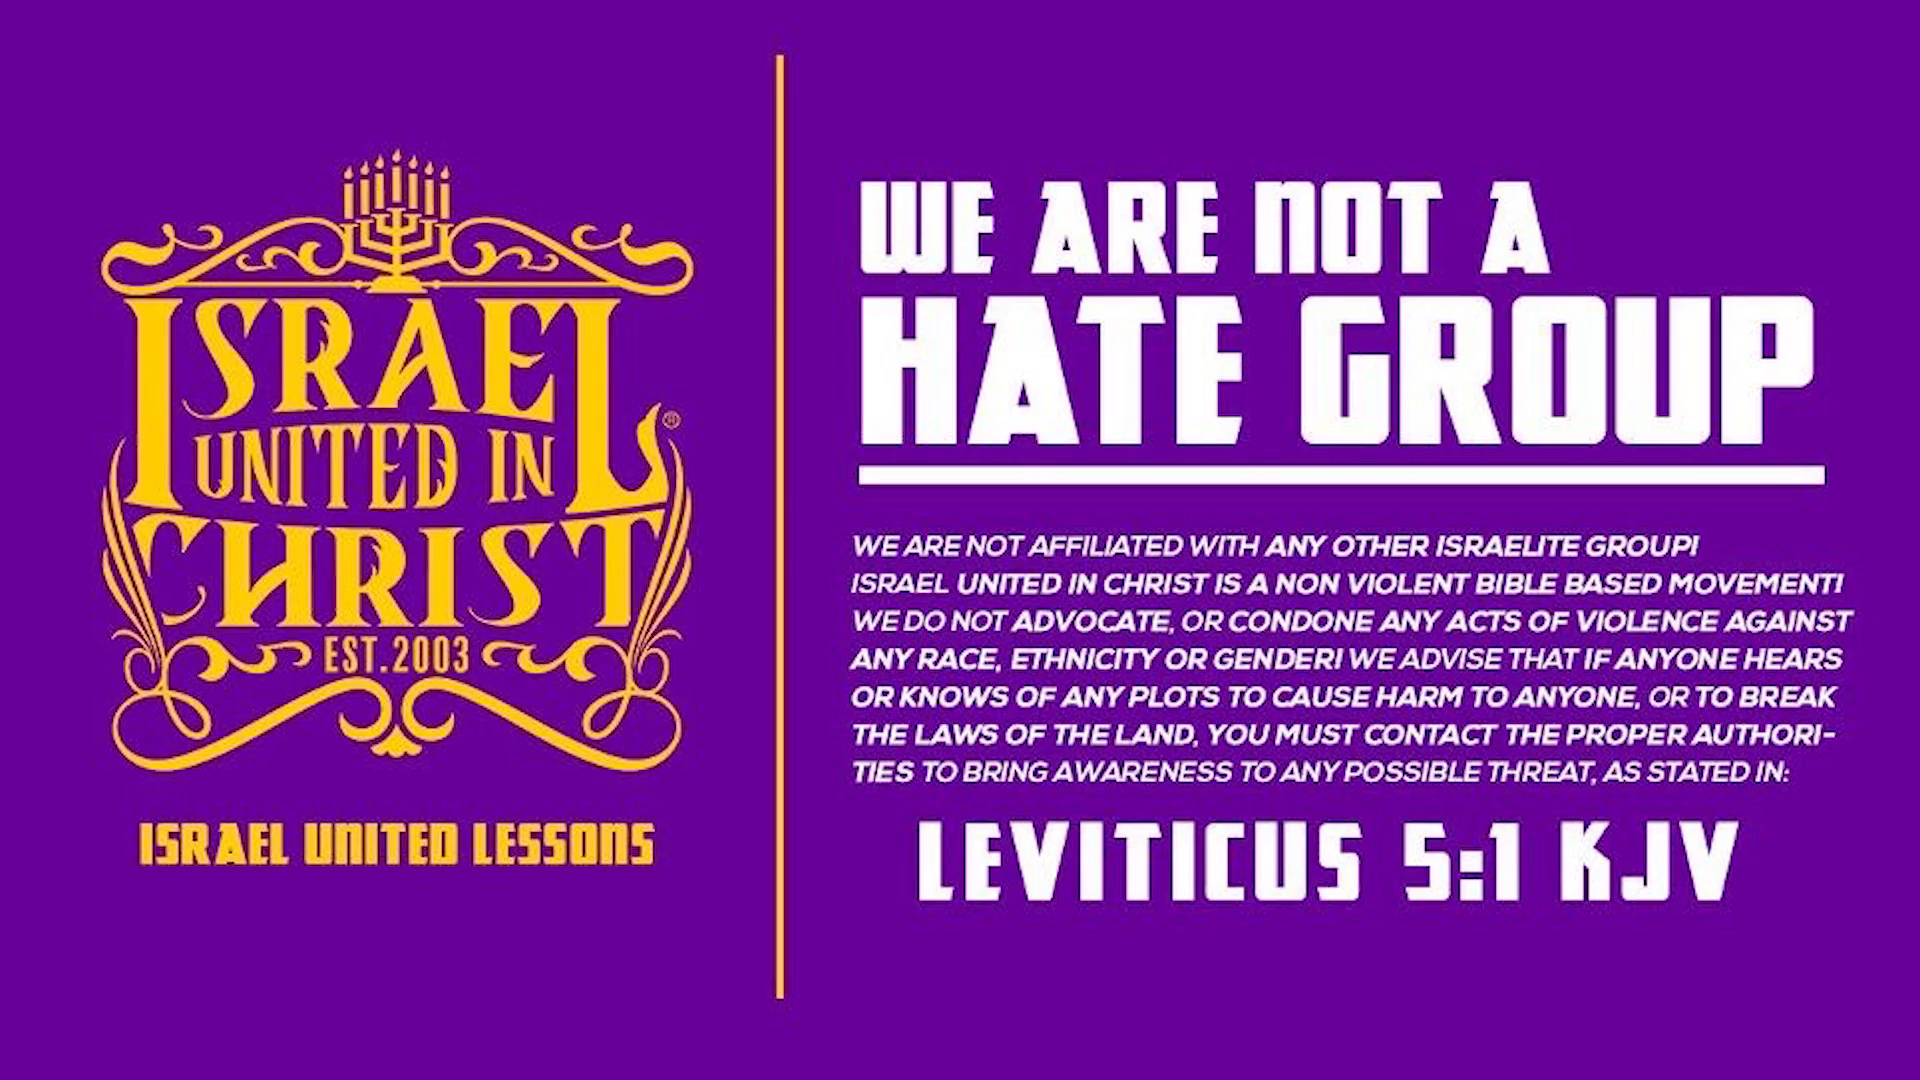 ISRAEL
UNITED IN
CHRIST®
EST.2003
ISRAEL UNITED LESSONS
WE ARE NOT A
HATE GROUP
WE ARE NOT AFFILIATED WITH ANY OTHER ISRAELITE GROUP!
ISRAEL UNITED IN CHRIST IS A NON VIOLENT BIBLE BASED MOVEMENT!
WE DO NOT ADVOCATE, OR CONDONE ANY ACTS OF VIOLENCE AGAINST
ANY RACE, ETHNICITY OR GENDER! WE ADVISE THAT IF ANYONE HEARS
OR KNOWS OF ANY PLOTS TO CAUSE HARM TO ANYONE, OR TO BREAK
THE LAWS OF THE LAND, YOU MUST CONTACT THE PROPER AUTHORI-
TIES TO BRING AWARENESS TO ANY POSSIBLE THREAT, AS STATED IN:
LEVITICUS 5:1 KJV